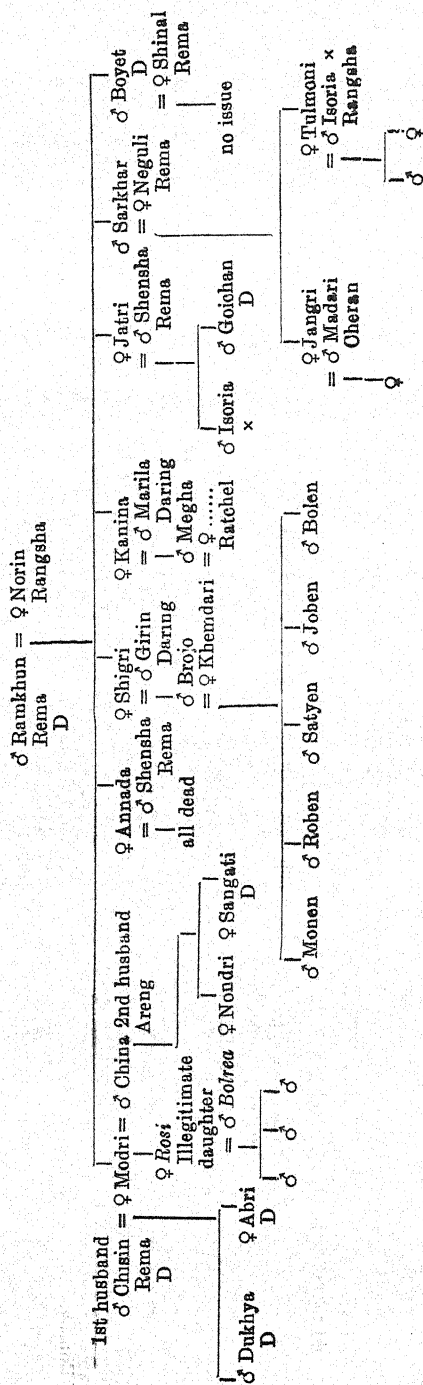 ♂ Ramkhun = ♀ Norin
Rema Rangsha
D
1st husband
♂ Chisin = ♀ Modri = ♂ China 2nd husband
Rema Areng
D
♀ Annada
= ♂ Shensha
Rema
all dead
♀ Shigri
= ♂ Girin
Daring
♂ Brojo
= ♀ Khemdari
♀ Kanina
= ♂ Marila
Daring
♂ Megha
= ♀ ......
Ratchel
♀ Jatri
= ♂ Shensha
Rema
♂ Sarkhar
= ♀ Neguli
Rema
♂ Boyet
D
= ♀ Shinal
Rema
no issue
♂ Dukhya
D
♀ Abri
D
♀ Rosi
Illegitimate
daughter
= ♂ Bolrea
♂ ♂ ♂
♀ Nondri ♀ Sangati
D
♂ Isoria ♂ Goichan
× D
♂ Monen ♂ Roben ♂ Satyen ♂ Joben ♂ Bolen
♀ Jangri
= ♂ Madari
Cheran
♀
♀ Tulmoni
= ♂ Isoria ×
Rangsha
♂ ♀